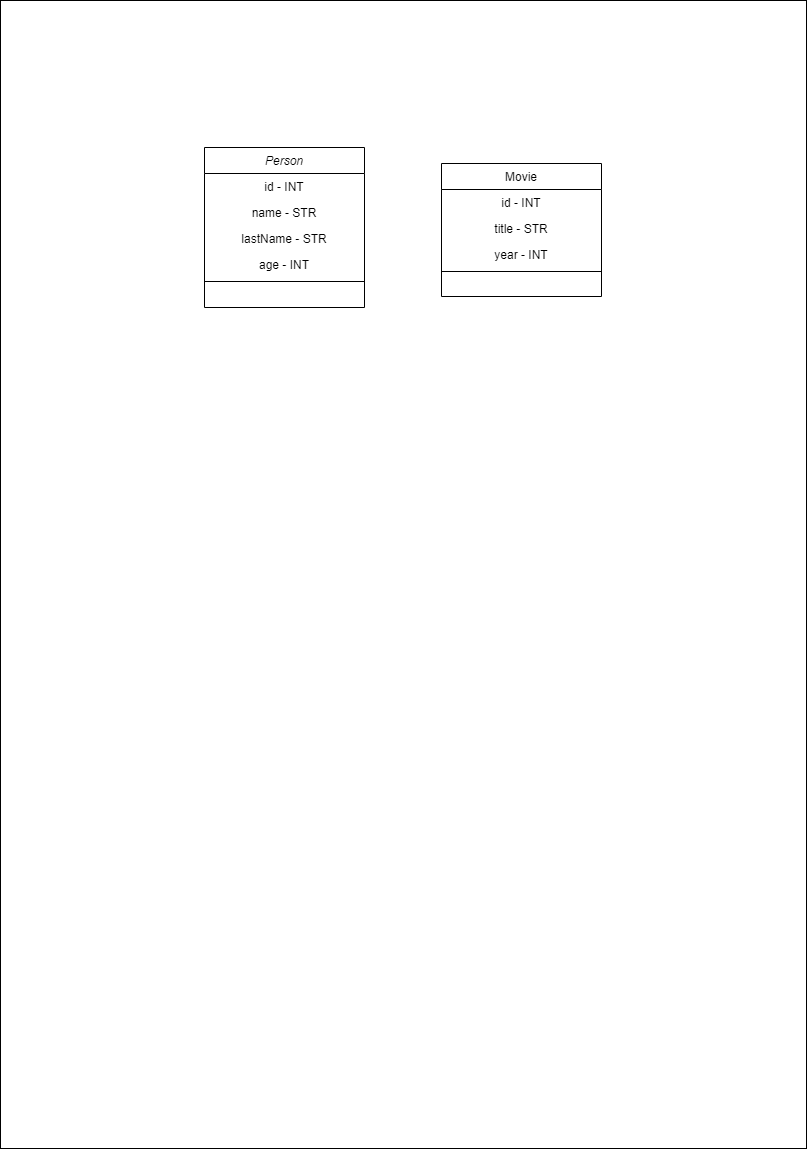 Person
id - INT
name - STR
lastName - STR
age - INT
Movie
id - INT
title - STR
year - INT